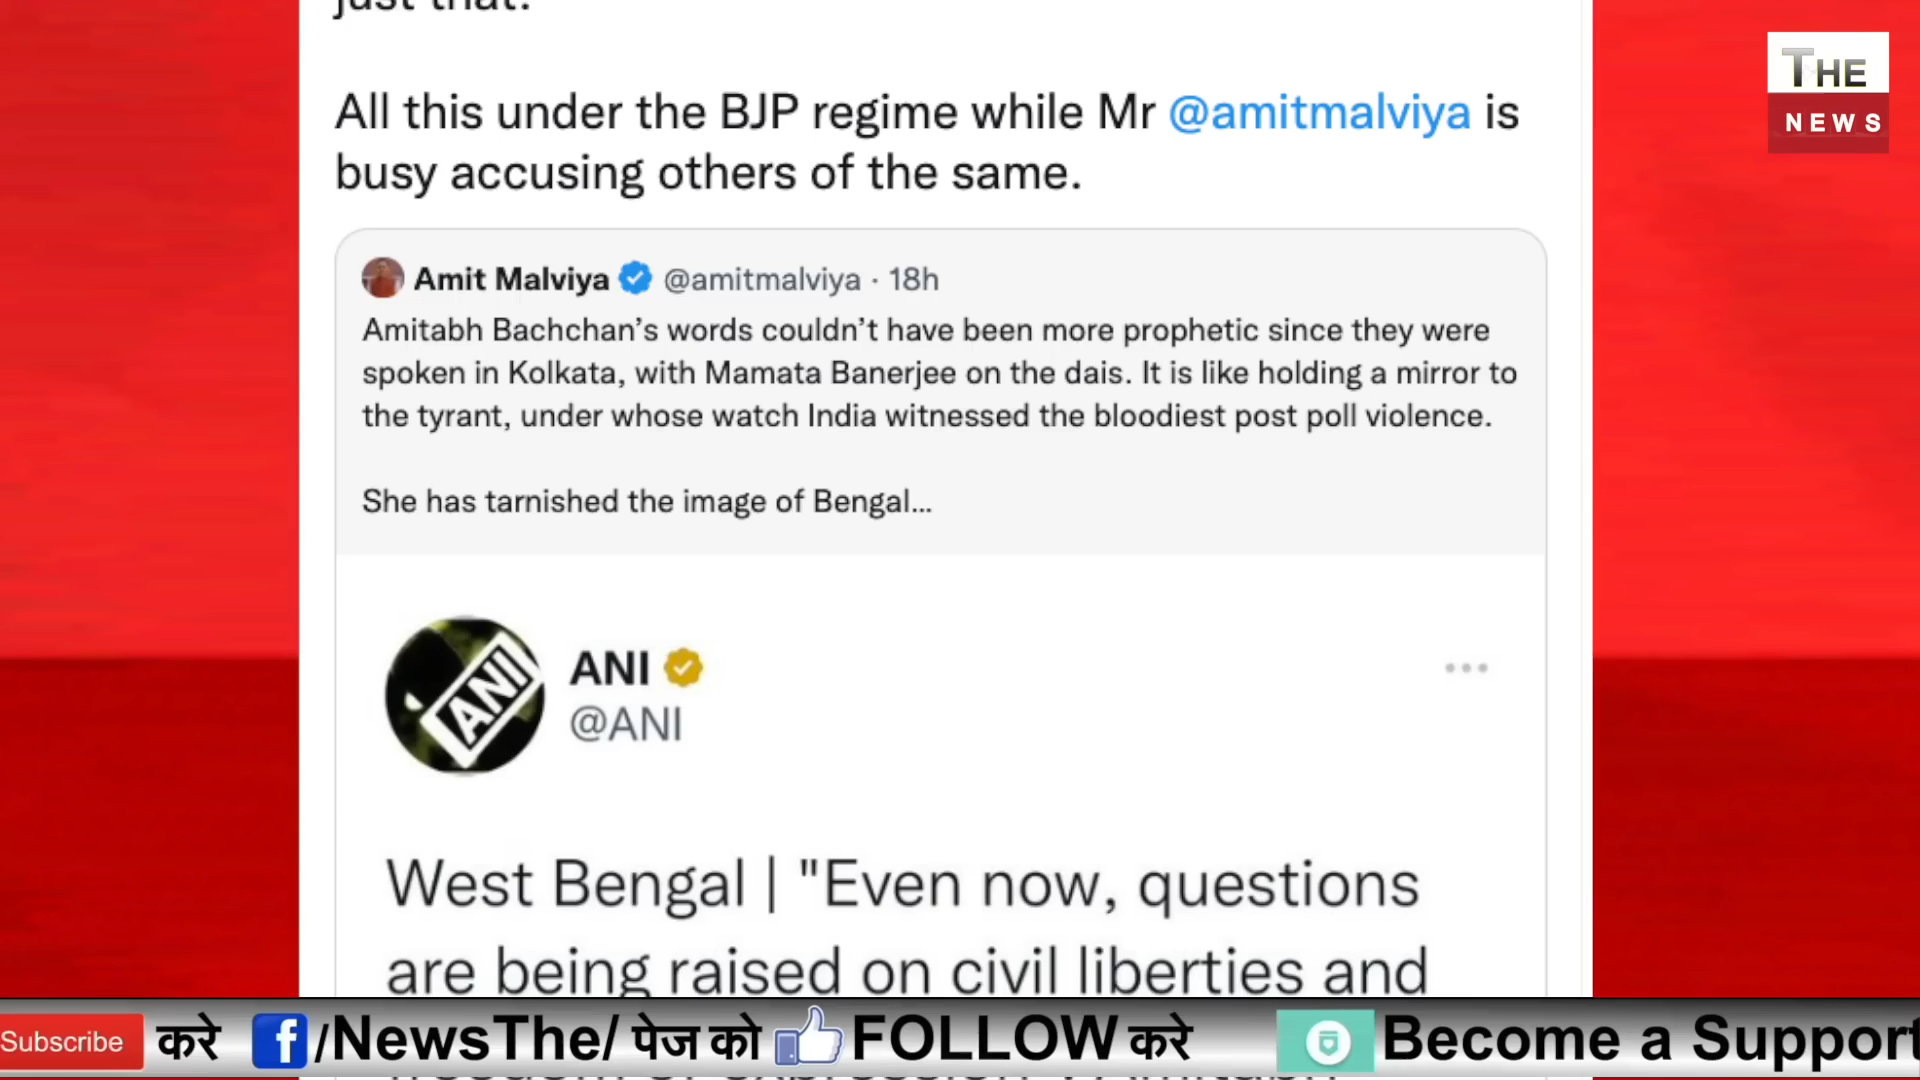 just that?
All this under the BJP regime while Mr @amitmalviya is
busy accusing others of the same.
Amit Malviya @amitmalviya · 18h
Amitabh Bachchan’s words couldn’t have been more prophetic since they were
spoken in Kolkata, with Mamata Banerjee on the dais. It is like holding a mirror to
the tyrant, under whose watch India witnessed the bloodiest post poll violence.
She has tarnished the image of Bengal...
ANI
ANI
@ANI
West Bengal | "Even now, questions
are being raised on civil liberties and
THE
NEWS
Subscribe करे f/NewsThe/ पेज को FOLLOW करे Become a Support